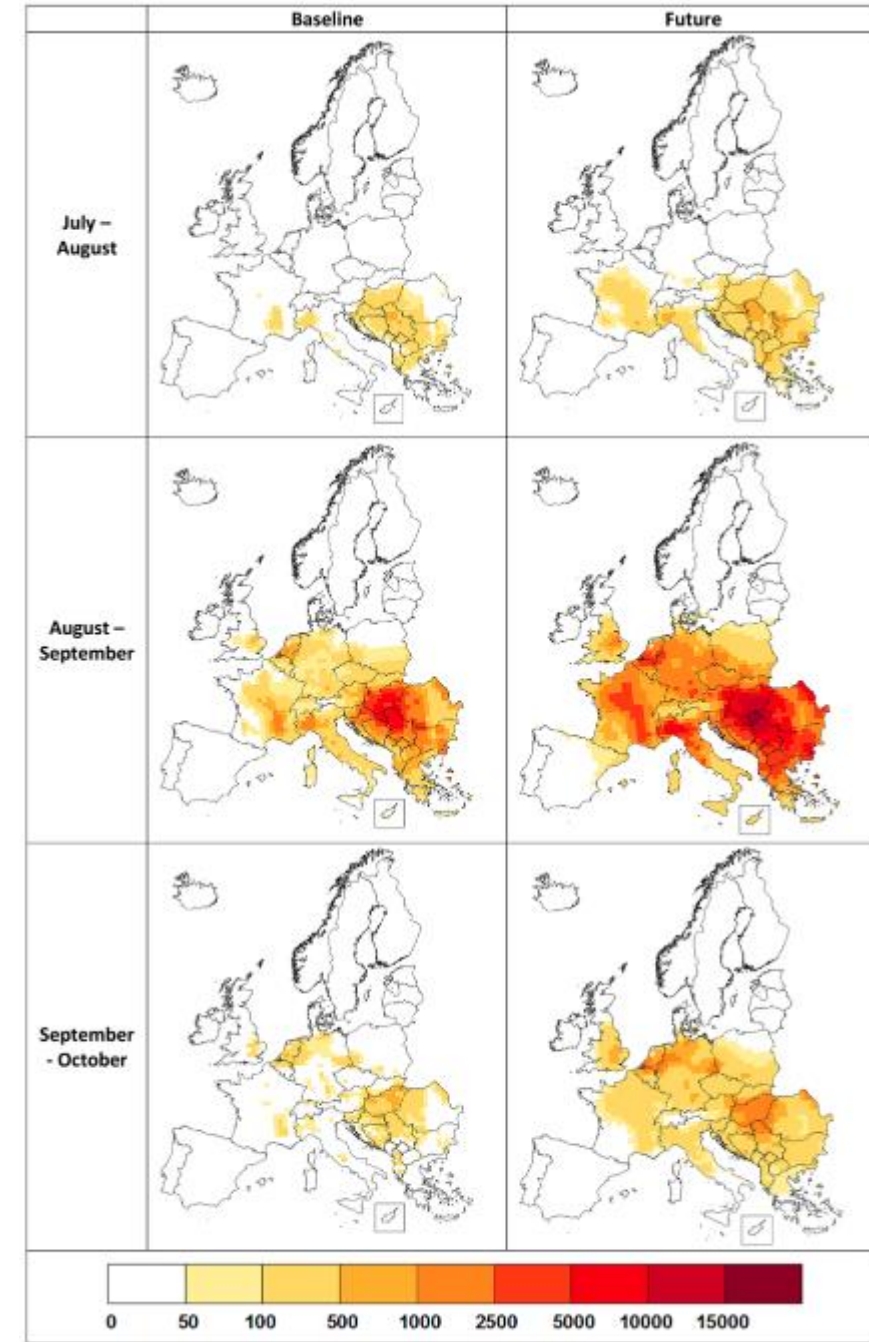 Baseline
Future
July –
August
August –
September
September
- October
0 50 100 500 1000 2500 5000 10000 15000